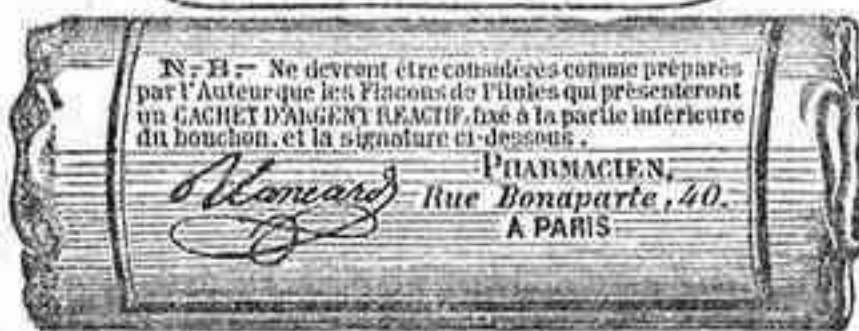 N.-B.- Ne devront être considérés comme préparés
par l'Auteur que les Flacons de Pilules qui présenteront
un CACHET D'ARGENT REACTIF, fixé à la partie inférieure
du bouchon, et la signature ci-dessous.
Blancard
PHARMACIEN,
Rue Bonaparte, 40.
A PARIS